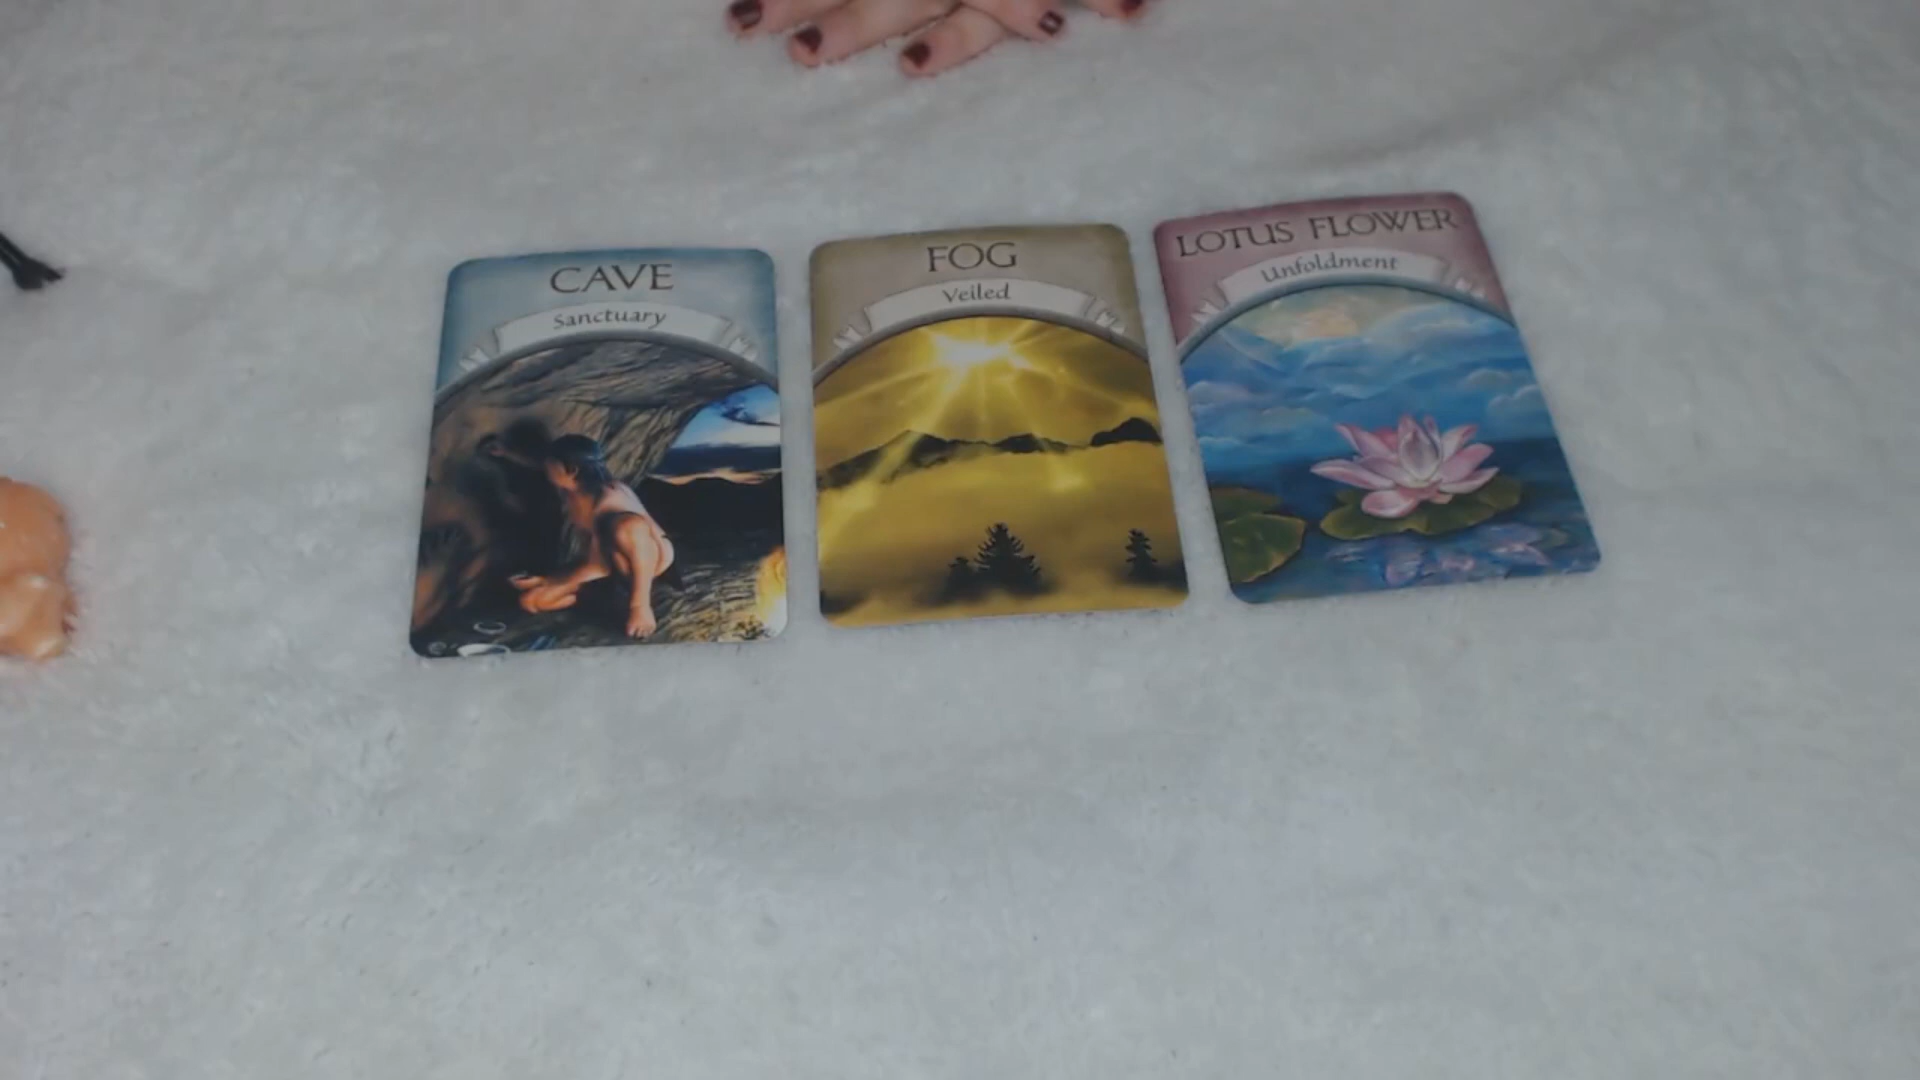 CAVE
Sanctuary
FOG
Veiled
LOTUS FLOWER
Unfoldment